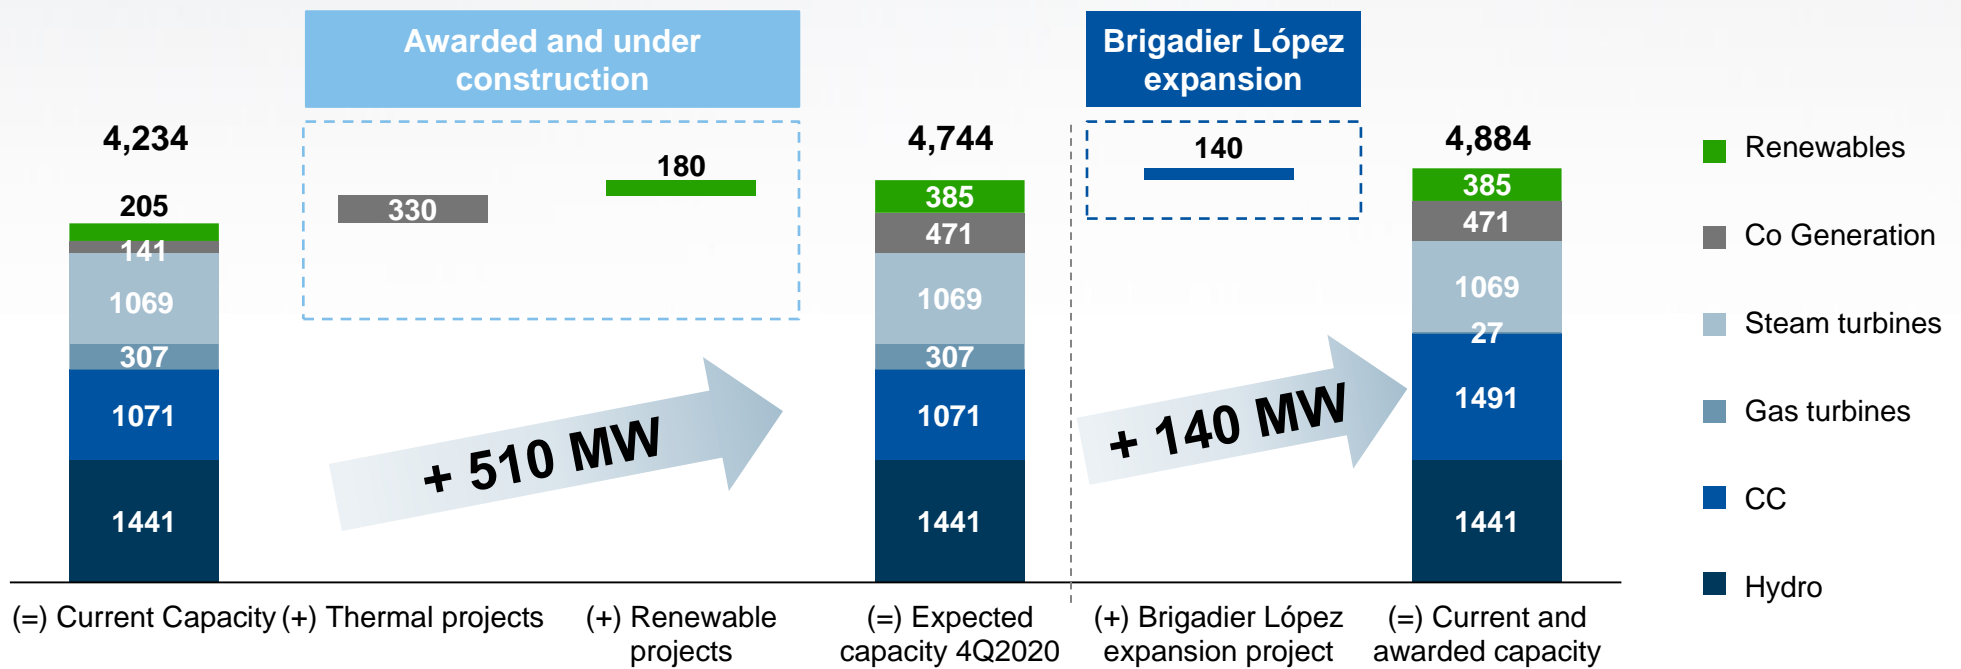 Awarded and under
construction
Brigadier López
expansion
4,234
205
141
1069
307
1071
1441
330
180
+ 510 MW
4,744
385
471
1069
307
1071
1441
140
+ 140 MW
4,884
385
471
1069
27
1491
1441
Renewables
Co Generation
Steam turbines
Gas turbines
CC
Hydro
(=) Current Capacity
(+) Thermal projects
(+) Renewable
projects
(=) Expected
capacity 4Q2020
(+) Brigadier López
expansion project
(=) Current and
awarded capacity